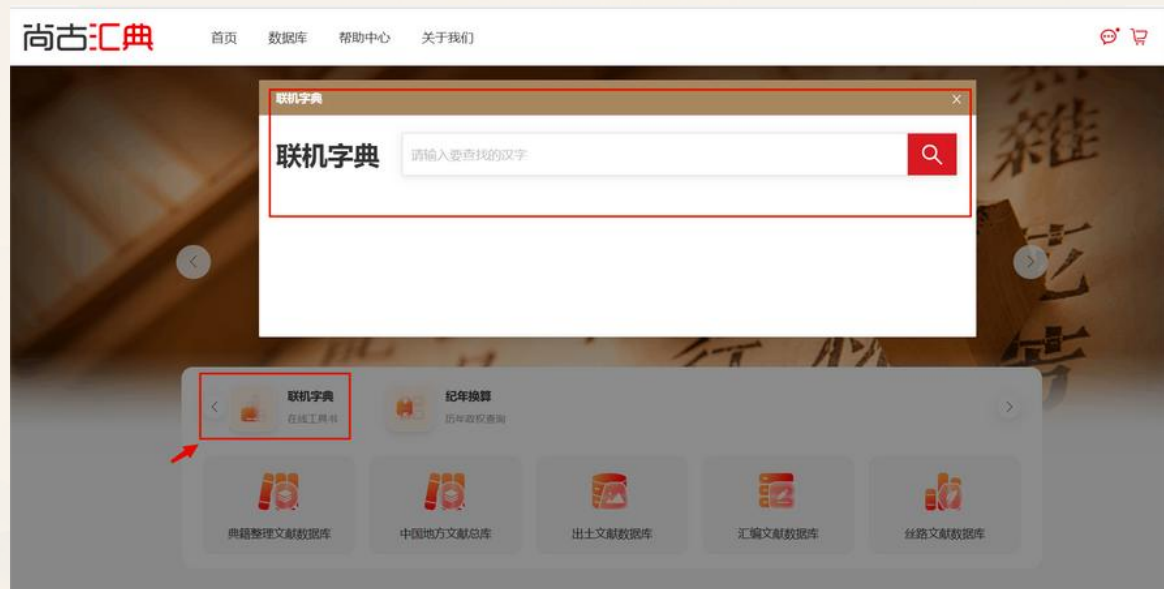 尚古汇典
首页 数据库 帮助中心 关于我们
联机字典 X
联机字典 请输入要查找的汉字
联机字典
在线工具书
纪年换算
历年政权查询
典籍整理文献数据库 中国地方文献总库 出土文献数据库 汇编文献数据库 丝路文献数据库